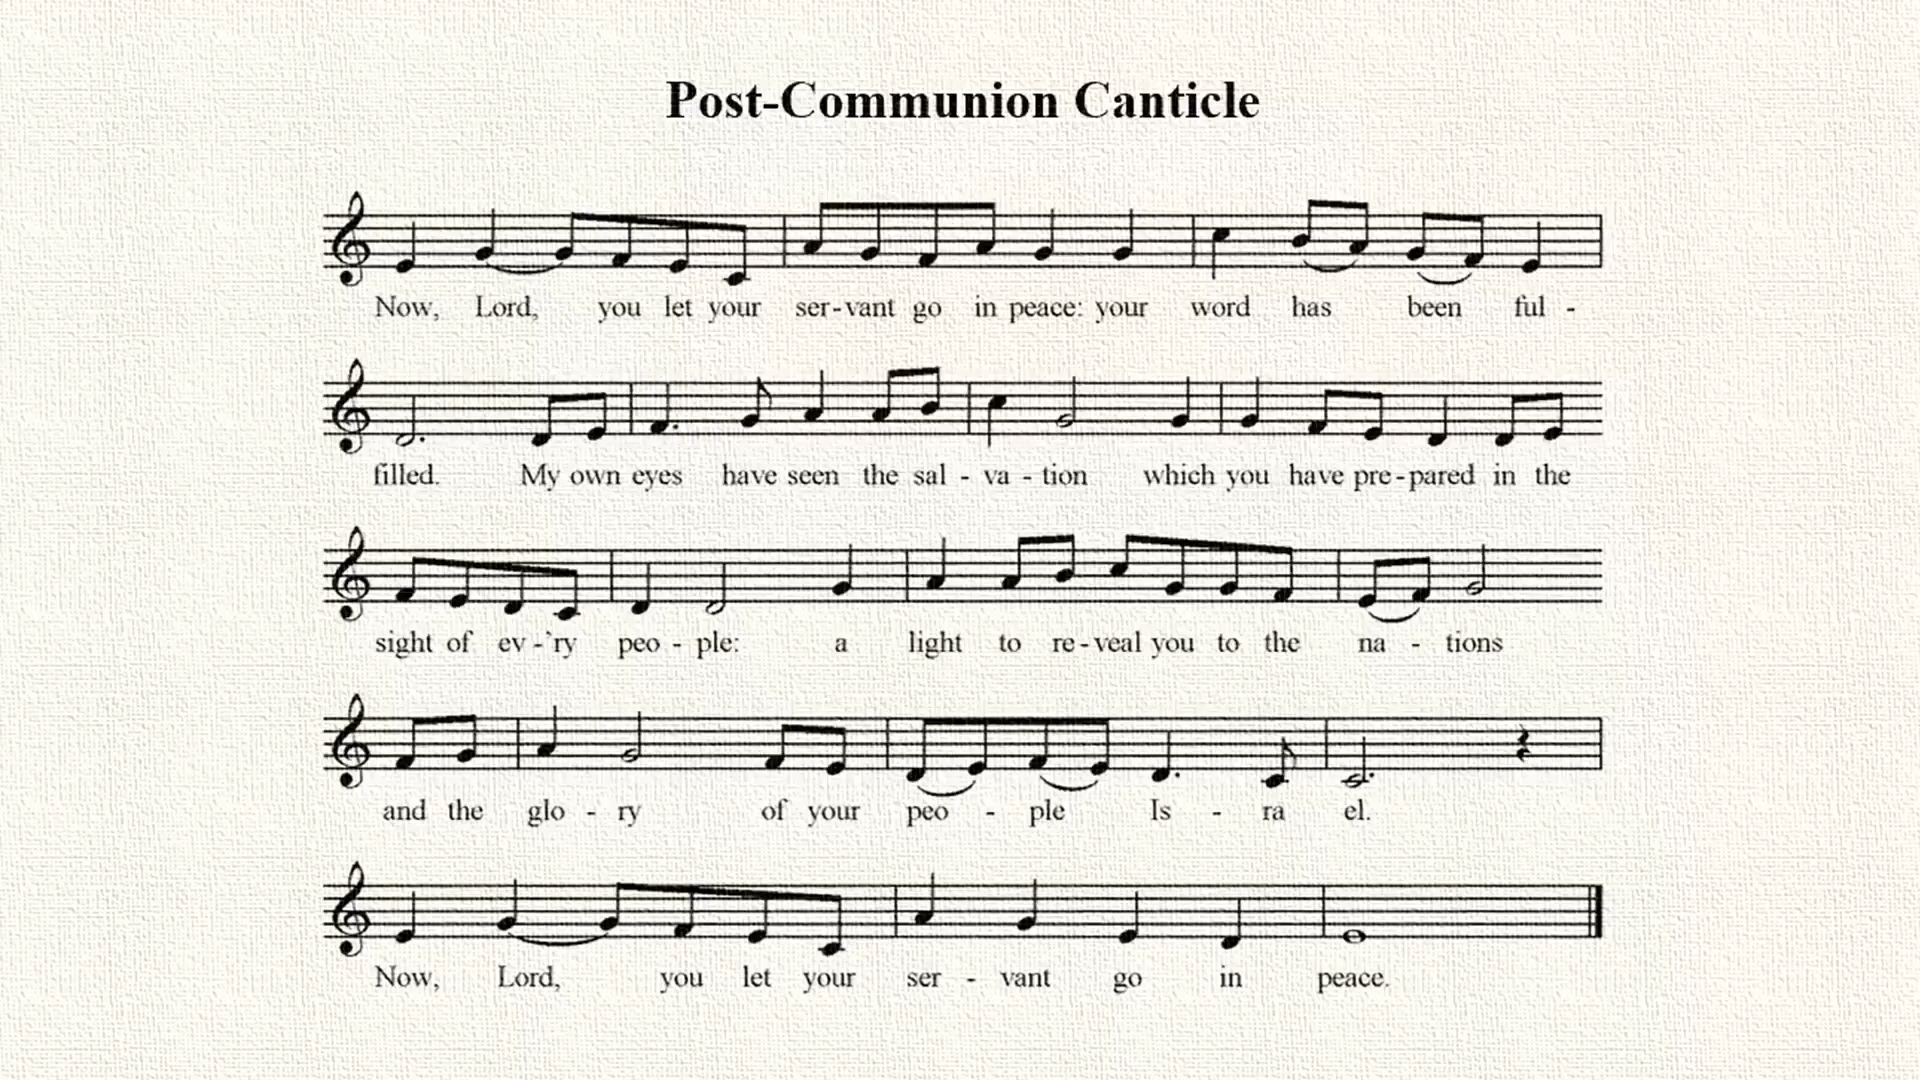 Post-Communion Canticle
Now, Lord, you let your ser-vant go in peace: your word has been ful -
filled. My own eyes have seen the sal - va - tion which you have pre-pared in the
sight of ev-'ry peo - ple: a light to re-veal you to the na - tions
and the glo - ry of your peo - ple Is - ra el.
Now, Lord, you let your ser - vant go in peace.